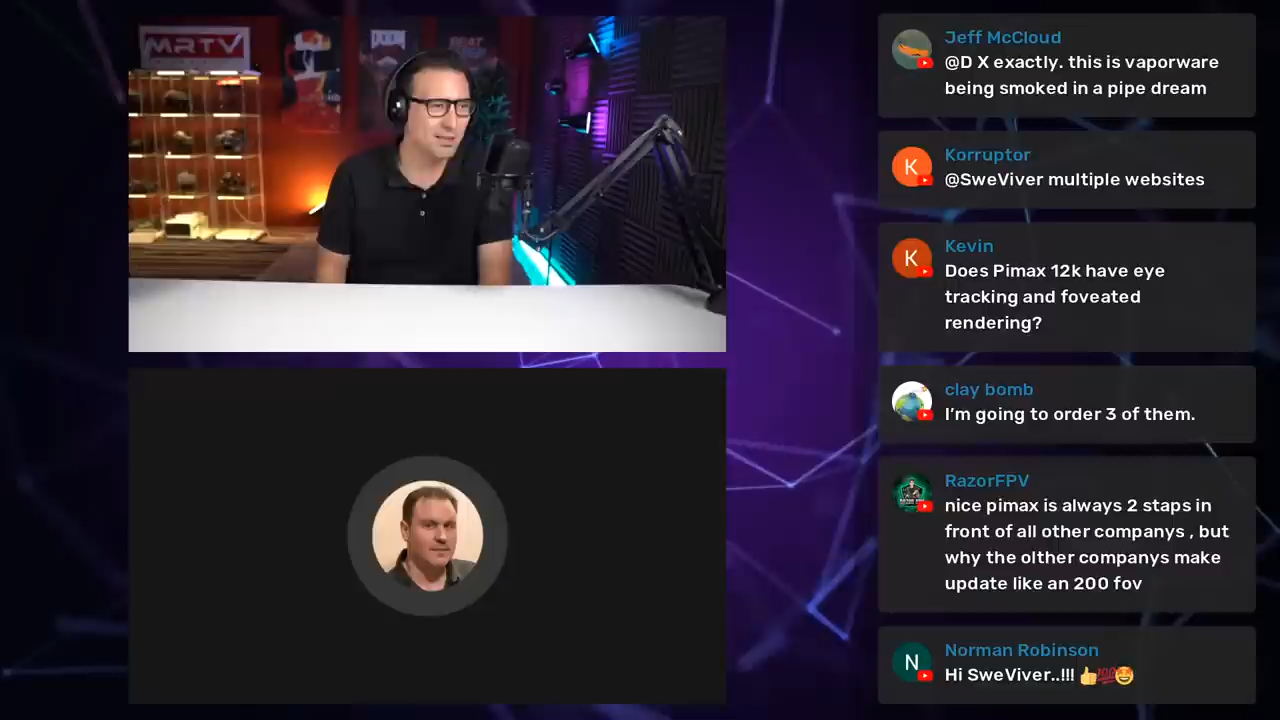 MRTV
BEAT
Jeff McCloud
@D X exactly. this is vaporware
being smoked in a pipe dream
K
Korruptor
@SweViver multiple websites
K
Kevin
Does Pimax 12k have eye
tracking and foveated
rendering?
clay bomb
I'm going to order 3 of them.
RazorFPV
nice pimax is always 2 staps in
front of all other companys , but
why the olther companys make
update like an 200 fov
N
Norman Robinson
Hi SweViver..!!! 👍💯🤩